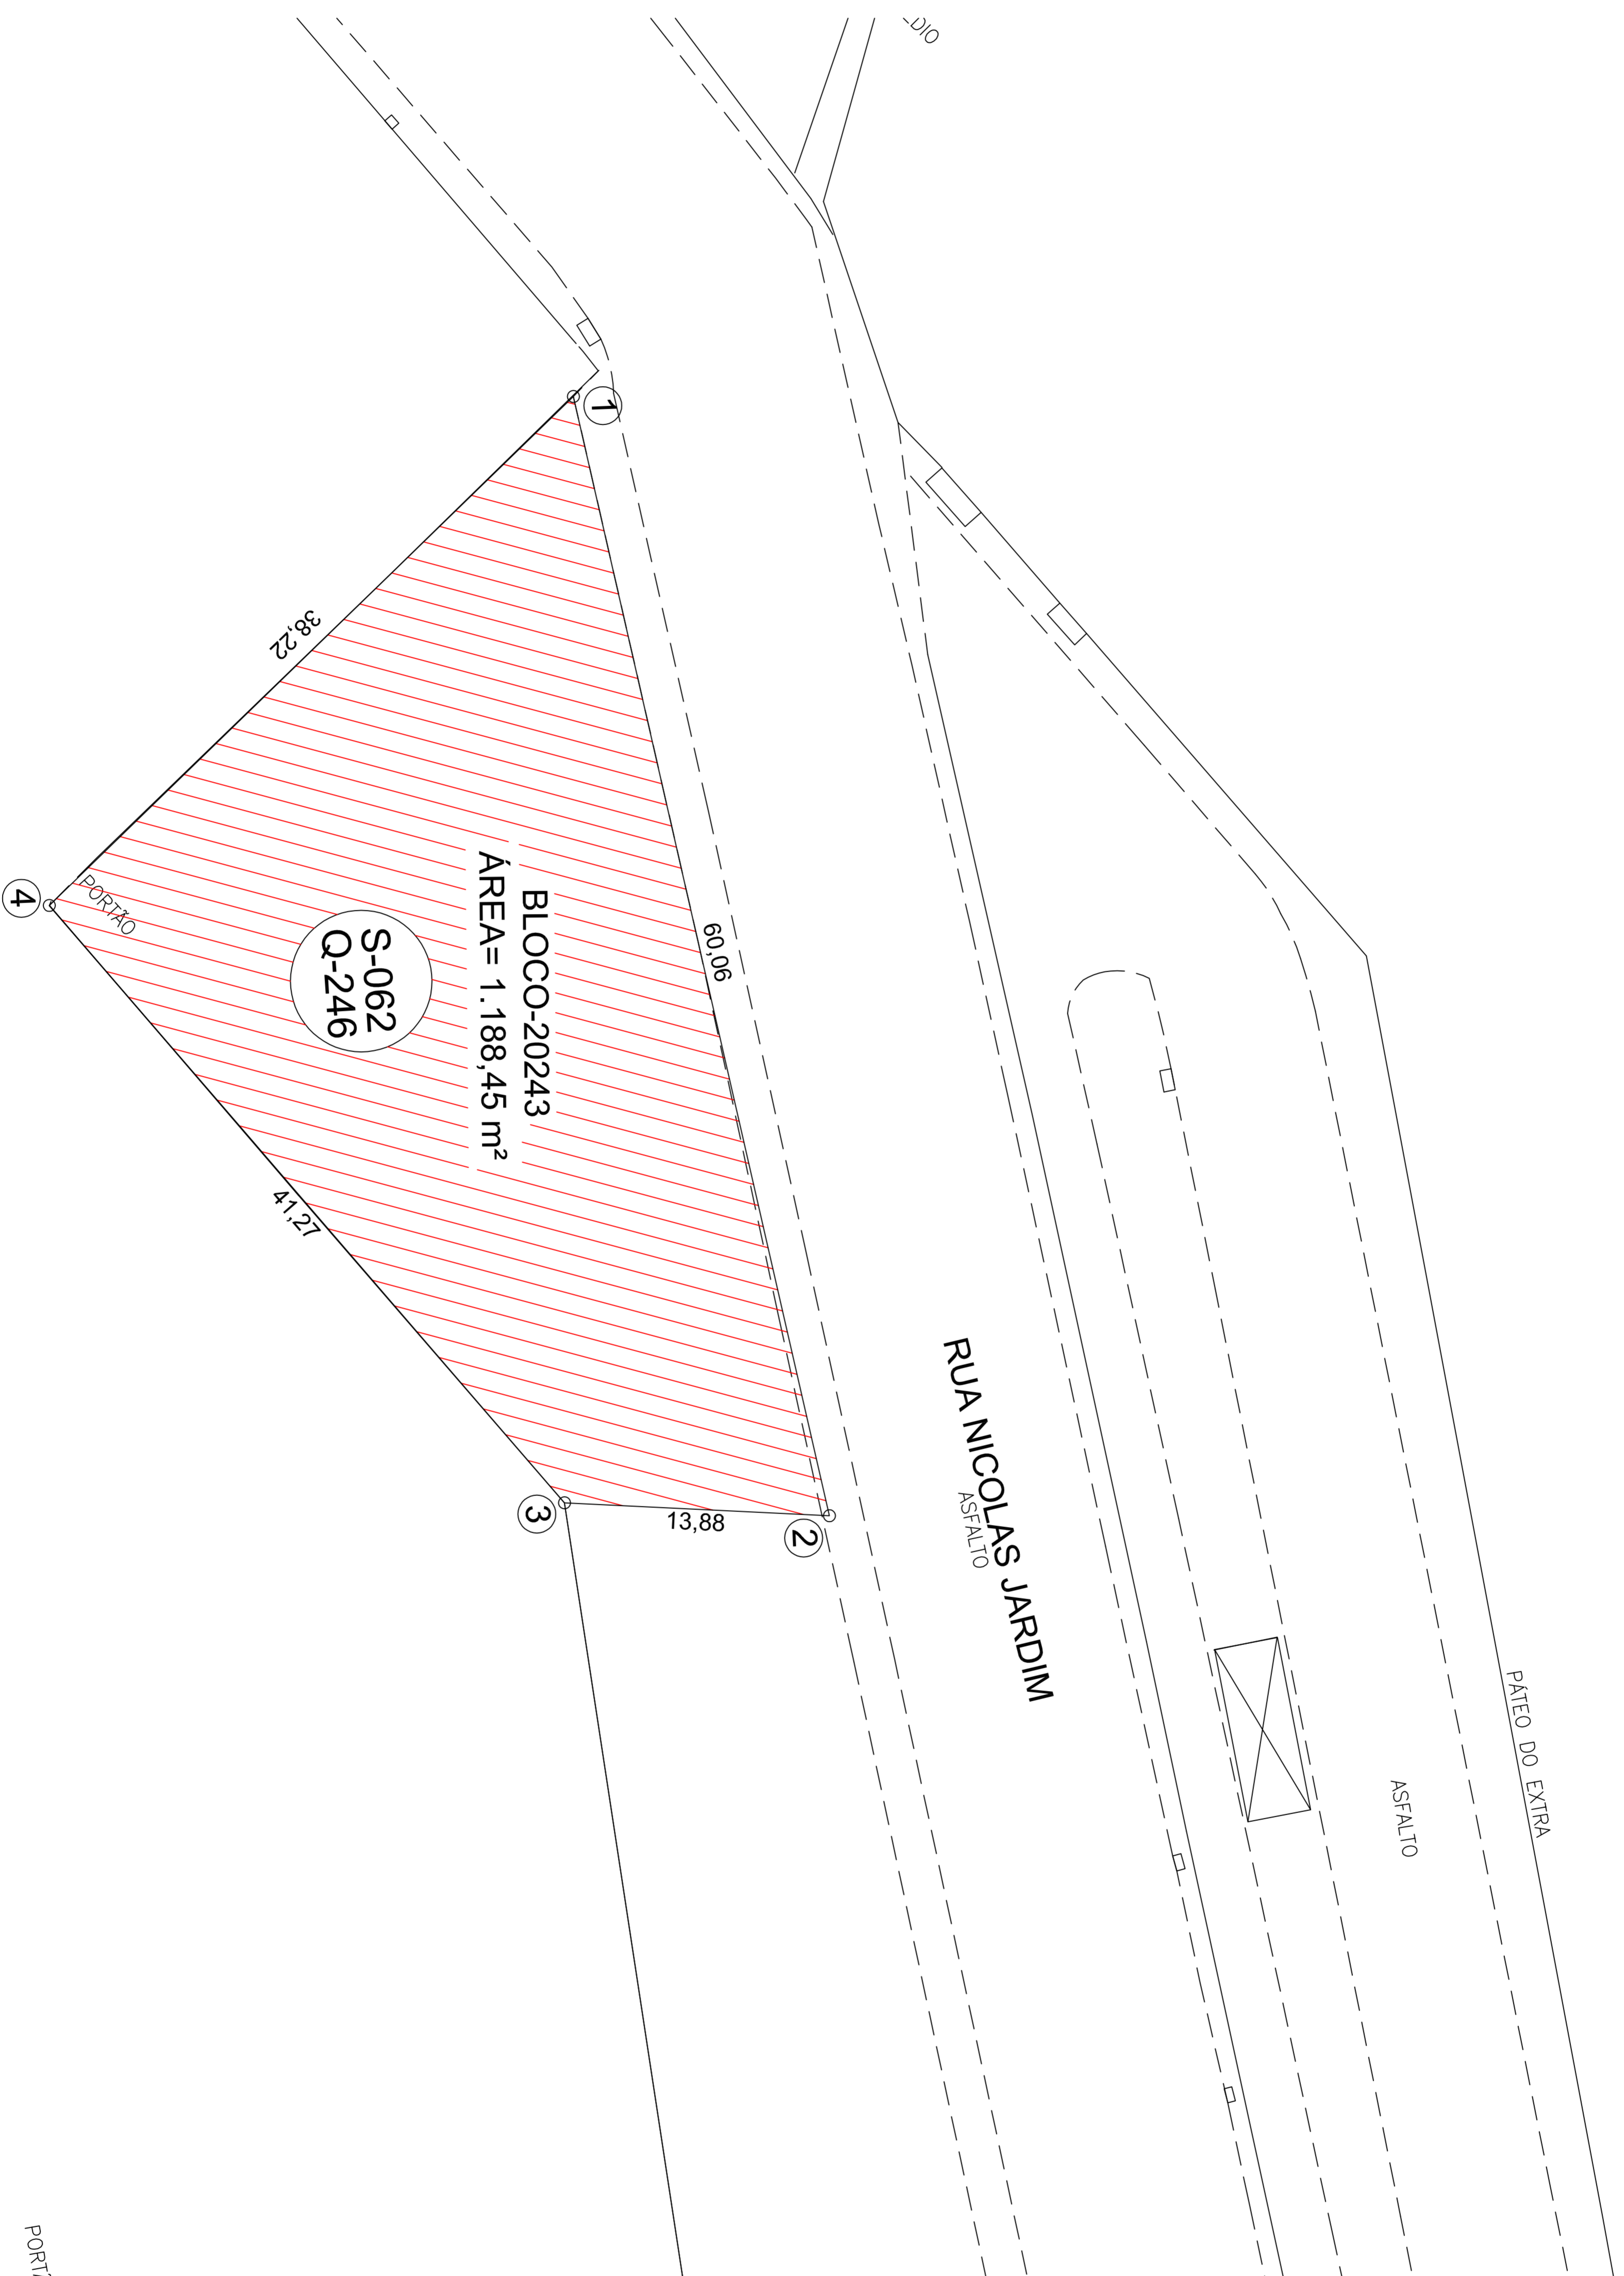 1
38,22
60,06
BLOCO-20243
ÁREA= 1.188,45 m²
S-062
Q-246
PORTÃO
4
41,27
3
13,88
2
RUA NICOLAS JARDIM
ASFALTO
PÁTEO DO EXTRA
ASFALTO